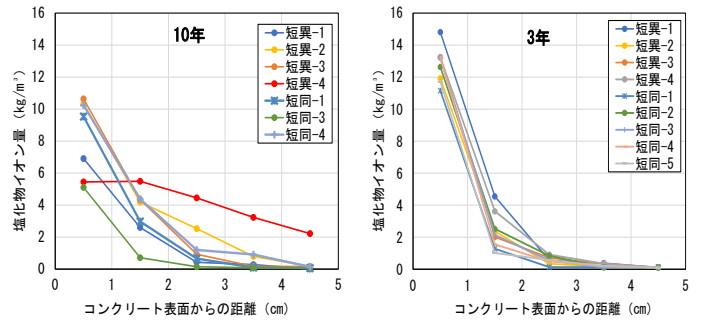 10年
塩化物イオン量 (kg/m³)
16
14
12
10
8
6
4
2
0
0 1 2 3 4 5
コンクリート表面からの距離 (cm)
短異-1
短異-2
短異-3
短異-4
短同-1
短同-3
短同-4
3年
塩化物イオン量 (kg/m³)
16
14
12
10
8
6
4
2
0
0 1 2 3 4 5
コンクリート表面からの距離 (cm)
短異-1
短異-2
短異-3
短異-4
短同-1
短同-2
短同-3
短同-4
短同-5